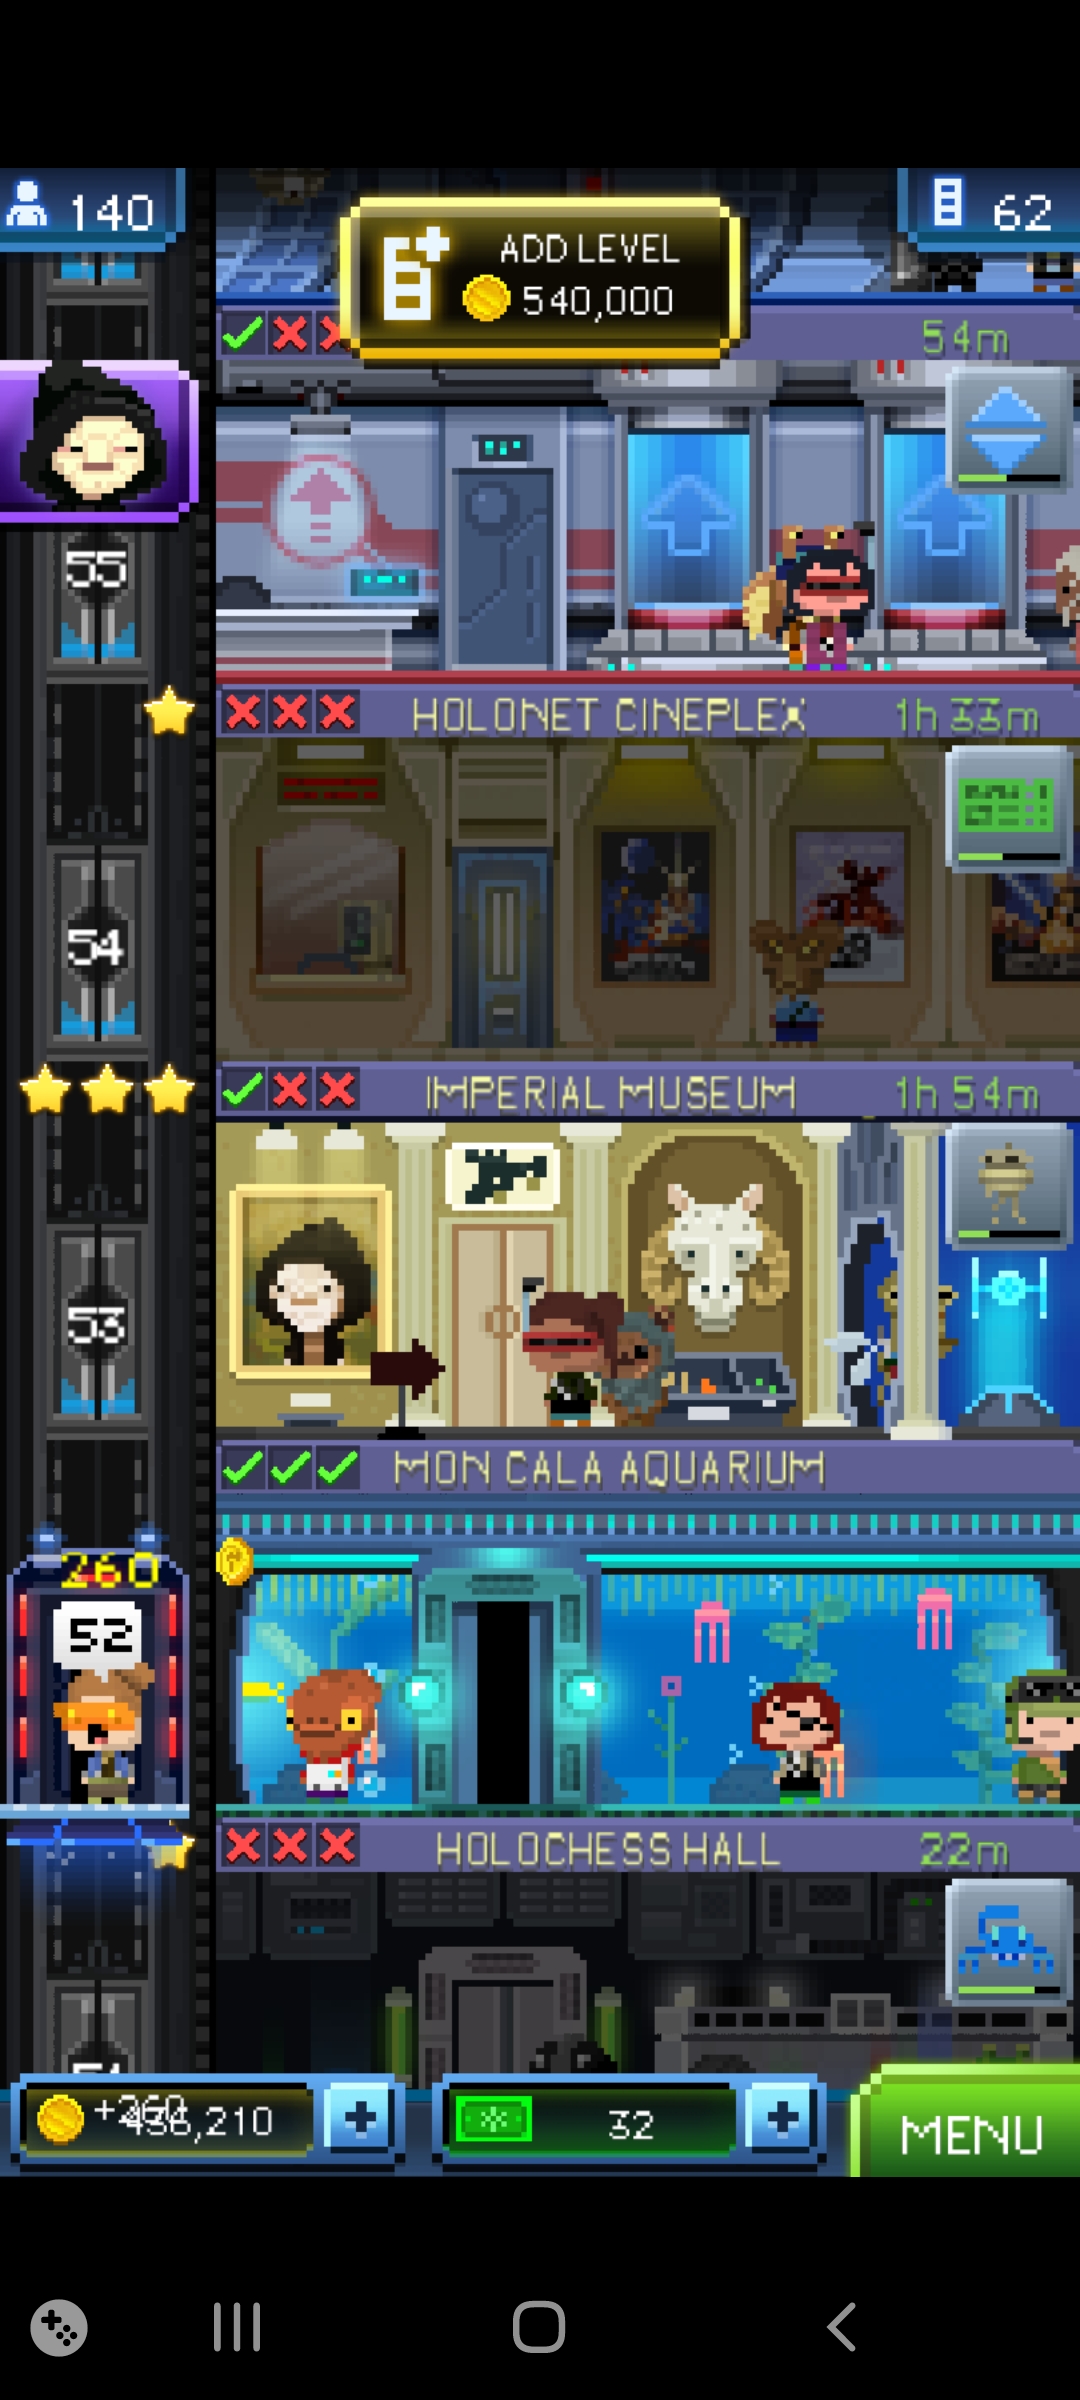 140
ADD LEVEL
540,000
62
54m
55
HOLONET CINEPLEX 1h 33m
54
IMPERIAL MUSEUM 1h 54m
53
MON CALA AQUARIUM
260
52
HOLOCHESS HALL 22m
32
MENU